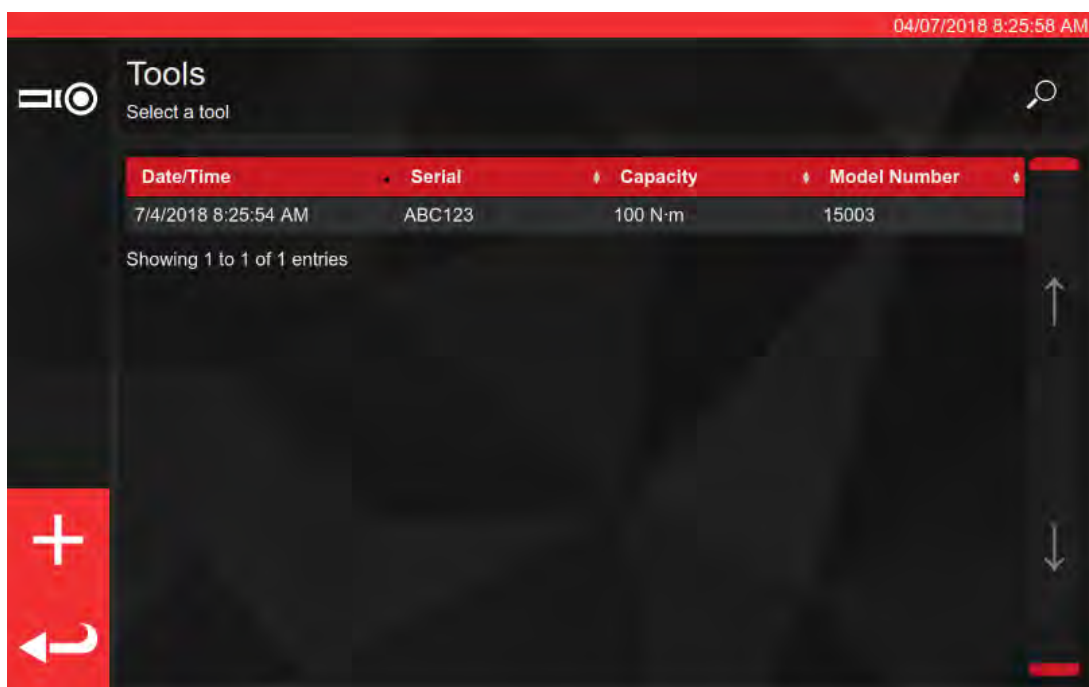 04/07/2018 8:25:58 AM
Tools
Select a tool
Date/Time Serial Capacity Model Number
7/4/2018 8:25:54 AM ABC123 100 N·m 15003
Showing 1 to 1 of 1 entries